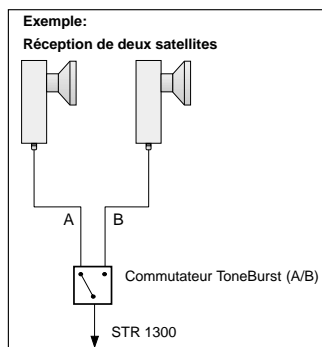 Exemple:
Réception de deux satellites
A
B
Commutateur ToneBurst (A/B)
STR 1300